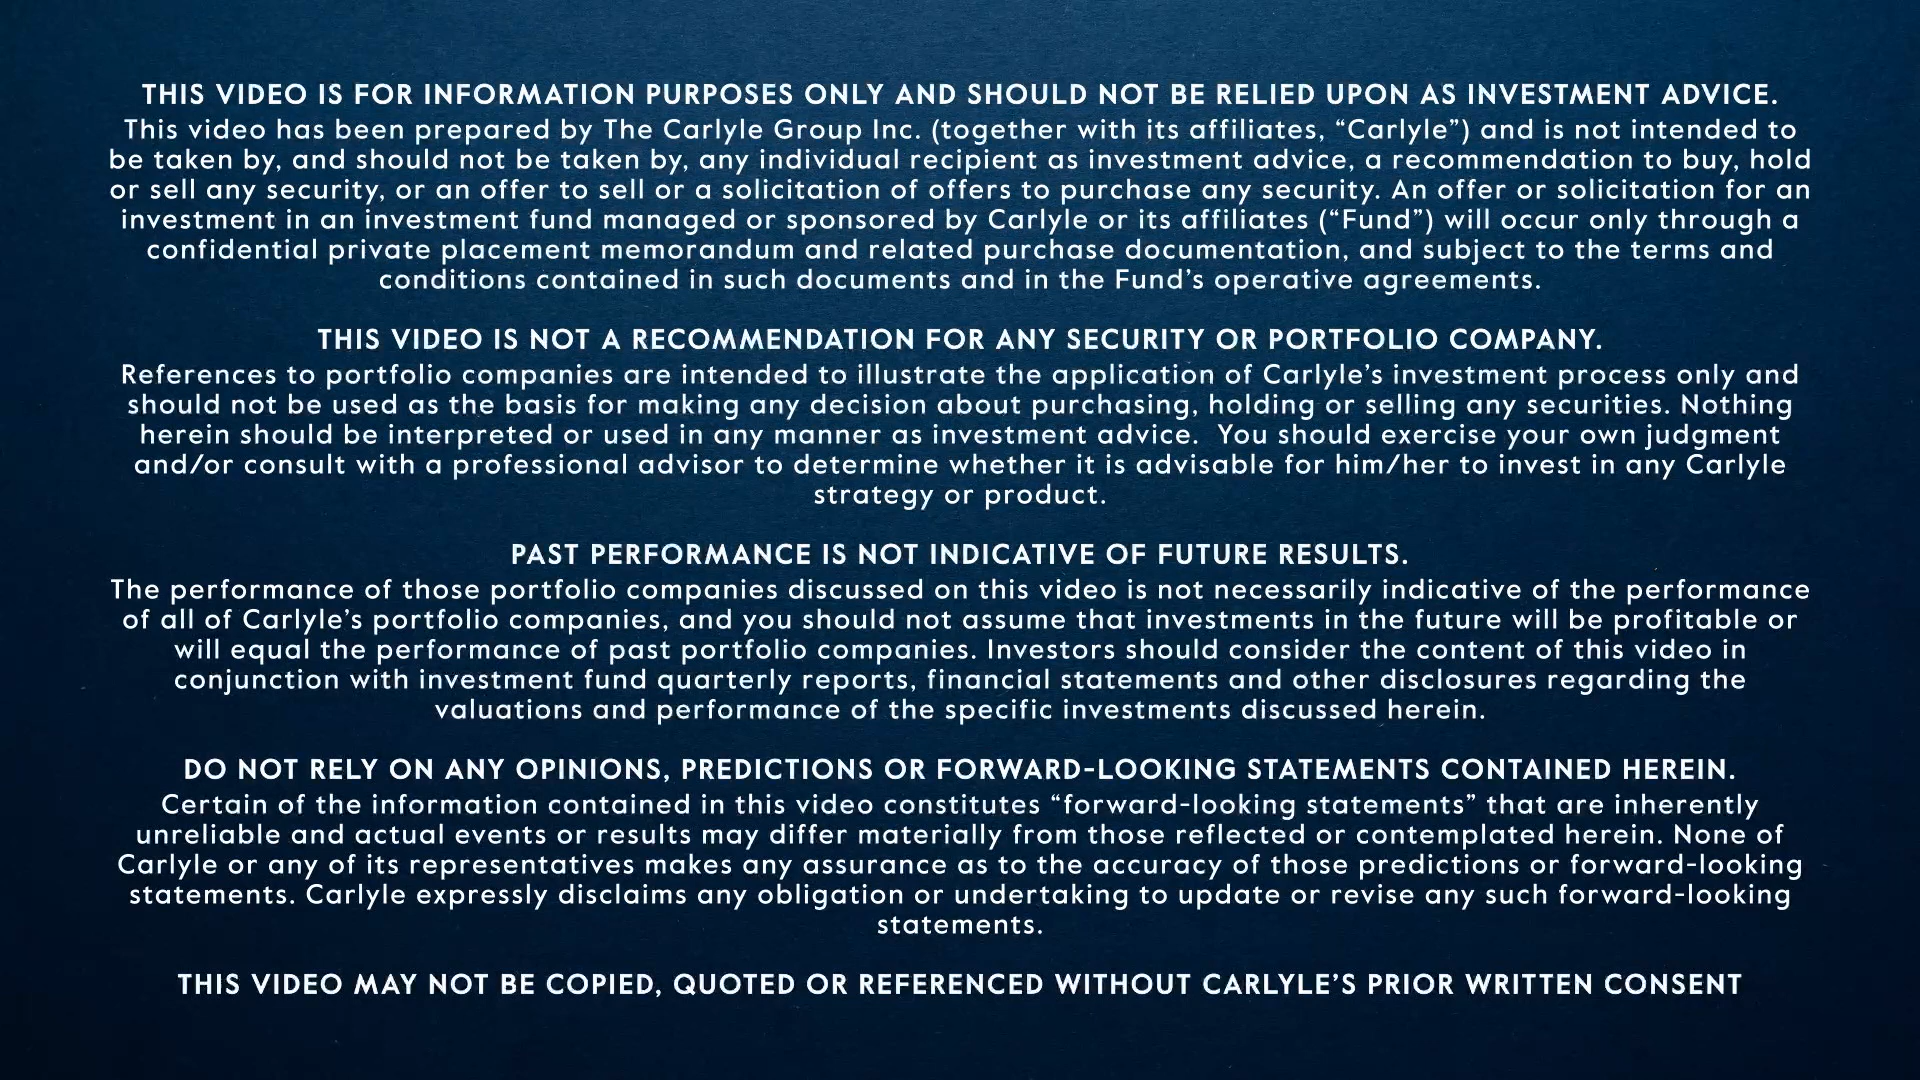 THIS VIDEO IS FOR INFORMATION PURPOSES ONLY AND SHOULD NOT BE RELIED UPON AS INVESTMENT ADVICE.
This video has been prepared by The Carlyle Group Inc. (together with its affiliates, “Carlyle”) and is not intended to
be taken by, and should not be taken by, any individual recipient as investment advice, a recommendation to buy, hold
or sell any security, or an offer to sell or a solicitation of offers to purchase any security. An offer or solicitation for an
investment in an investment fund managed or sponsored by Carlyle or its affiliates (“Fund”) will occur only through a
confidential private placement memorandum and related purchase documentation, and subject to the terms and
conditions contained in such documents and in the Fund’s operative agreements.
THIS VIDEO IS NOT A RECOMMENDATION FOR ANY SECURITY OR PORTFOLIO COMPANY.
References to portfolio companies are intended to illustrate the application of Carlyle’s investment process only and
should not be used as the basis for making any decision about purchasing, holding or selling any securities. Nothing
herein should be interpreted or used in any manner as investment advice.  You should exercise your own judgment
and/or consult with a professional advisor to determine whether it is advisable for him/her to invest in any Carlyle
strategy or product.
PAST PERFORMANCE IS NOT INDICATIVE OF FUTURE RESULTS.
The performance of those portfolio companies discussed on this video is not necessarily indicative of the performance
of all of Carlyle’s portfolio companies, and you should not assume that investments in the future will be profitable or
will equal the performance of past portfolio companies. Investors should consider the content of this video in
conjunction with investment fund quarterly reports, financial statements and other disclosures regarding the
valuations and performance of the specific investments discussed herein.
DO NOT RELY ON ANY OPINIONS, PREDICTIONS OR FORWARD-LOOKING STATEMENTS CONTAINED HEREIN.
Certain of the information contained in this video constitutes “forward-looking statements” that are inherently
unreliable and actual events or results may differ materially from those reflected or contemplated herein. None of
Carlyle or any of its representatives makes any assurance as to the accuracy of those predictions or forward-looking
statements. Carlyle expressly disclaims any obligation or undertaking to update or revise any such forward-looking
statements.
THIS VIDEO MAY NOT BE COPIED, QUOTED OR REFERENCED WITHOUT CARLYLE’S PRIOR WRITTEN CONSENT